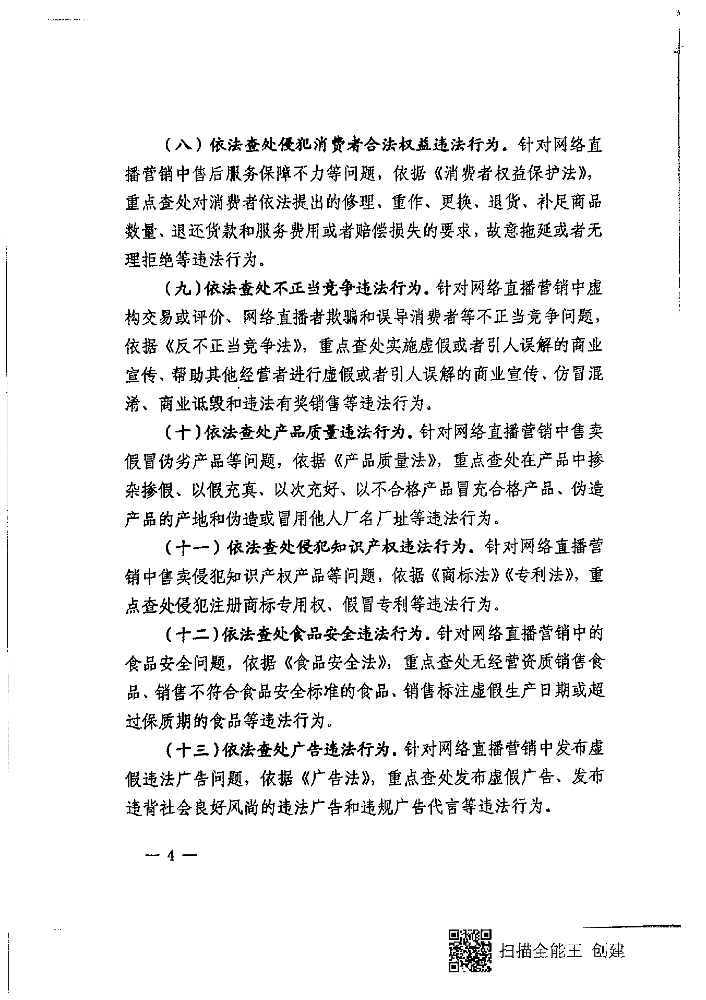 （八）依法查处侵犯消费者合法权益违法行为。针对网络直
播营销中售后服务保障不力等问题，依据《消费者权益保护法》，
重点查处对消费者依法提出的修理、重作、更换、退货、补足商品
数量、退还货款和服务费用或者赔偿损失的要求，故意拖延或者无
理拒绝等违法行为。
（九）依法查处不正当竞争违法行为。针对网络直播营销中虚
构交易或评价、网络直播者欺骗和误导消费者等不正当竞争问题，
依据《反不正当竞争法》，重点查处实施虚假或者引人误解的商业
宣传、帮助其他经营者进行虚假或者引人误解的商业宣传、仿冒混
淆、商业诋毁和违法有奖销售等违法行为。
（十）依法查处产品质量违法行为。针对网络直播营销中售卖
假冒伪劣产品等问题，依据《产品质量法》，重点查处在产品中掺
杂掺假、以假充真、以次充好、以不合格产品冒充合格产品、伪造
产品的产地和伪造或冒用他人厂名厂址等违法行为。
（十一）依法查处侵犯知识产权违法行为。针对网络直播营
销中售卖侵犯知识产权产品等问题，依据《商标法》《专利法》，重
点查处侵犯注册商标专用权、假冒专利等违法行为。
（十二）依法查处食品安全违法行为。针对网络直播营销中的
食品安全问题，依据《食品安全法》，重点查处无经营资质销售食
品、销售不符合食品安全标准的食品、销售标注虚假生产日期或超
过保质期的食品等违法行为。
（十三）依法查处广告违法行为。针对网络直播营销中发布虚
假违法广告问题，依据《广告法》，重点查处发布虚假广告、发布
违背社会良好风尚的违法广告和违规广告代言等违法行为。
— 4 —
扫描全能王 创建